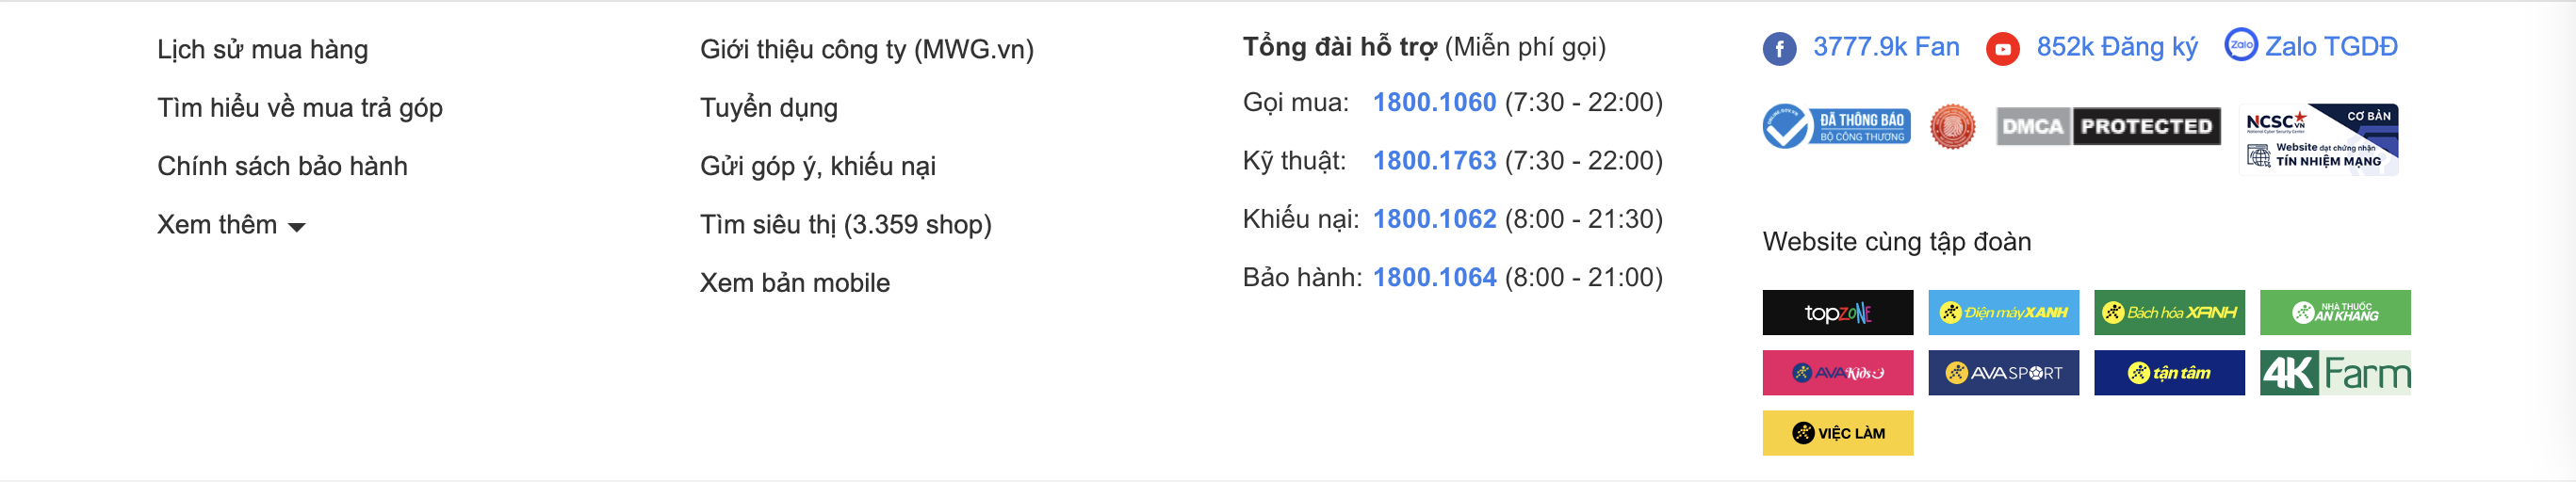 Lịch sử mua hàng
Tìm hiểu về mua trả góp
Chính sách bảo hành
Xem thêm
Giới thiệu công ty (MWG.vn)
Tuyển dụng
Gửi góp ý, khiếu nại
Tìm siêu thị (3.359 shop)
Xem bản mobile
Tổng đài hỗ trợ (Miễn phí gọi)
Gọi mua: 1800.1060 (7:30 - 22:00)
Kỹ thuật: 1800.1763 (7:30 - 22:00)
Khiếu nại: 1800.1062 (8:00 - 21:30)
Bảo hành: 1800.1064 (8:00 - 21:00)
3777.9k Fan
852k Đăng ký
Zalo
Zalo TGDĐ
ĐÃ THÔNG BÁO
BỘ CÔNG THƯƠNG
DMCA PROTECTED
NCSC VN
National Cyber Security Center
CƠ BẢN
Website đạt chứng nhận
TÍN NHIỆM MẠNG
Website cùng tập đoàn
topzone
Điện máy XANH
Bách hóa XANH
NHÀ THUỐC
AN KHANG
AVAKids
AVASPORT
tận tâm
4K Farm
VIỆC LÀM